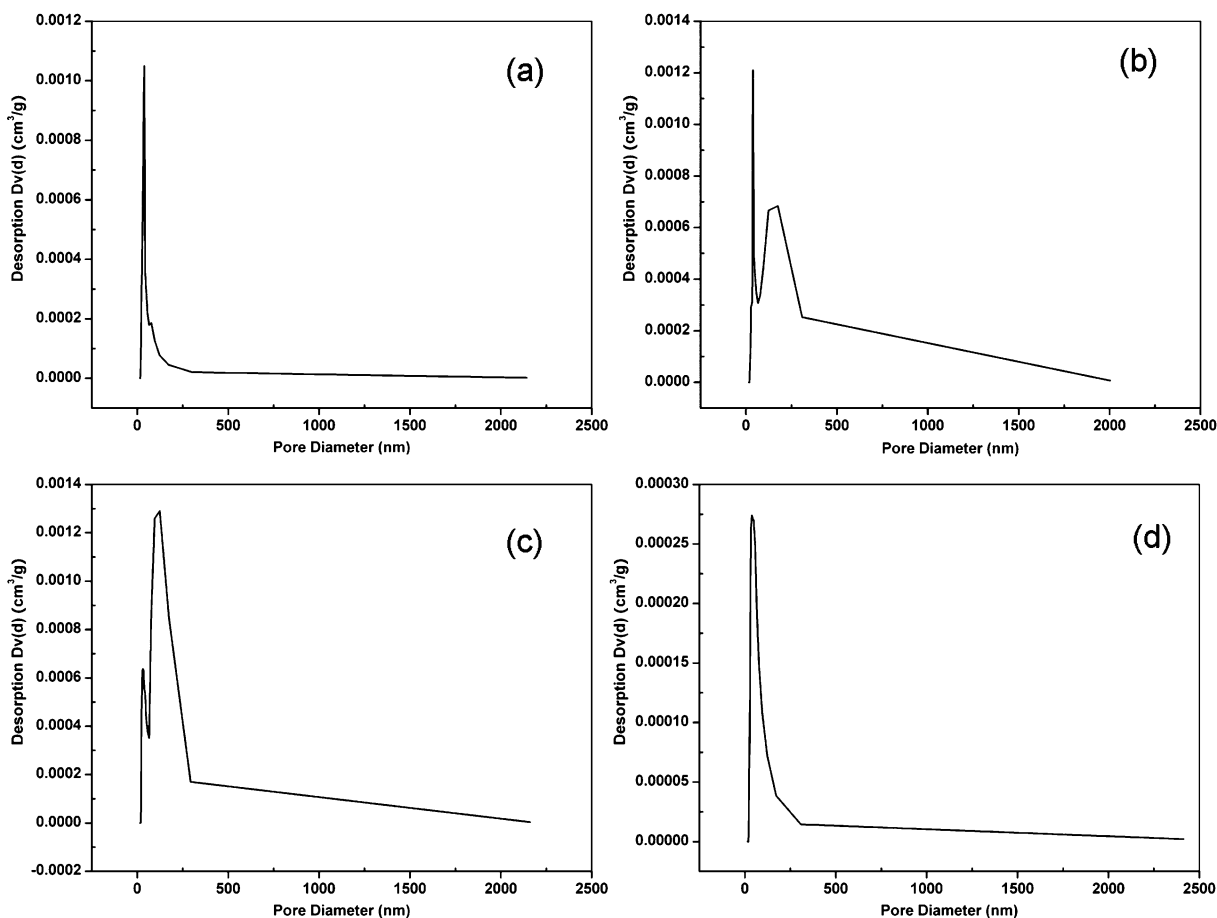 (a)
Desorption Dv(d) (cm³/g)
0.0012
0.0010
0.0008
0.0006
0.0004
0.0002
0.0000
0 500 1000 1500 2000 2500
Pore Diameter (nm)
(b)
Desorption Dv(d) (cm³/g)
0.0014
0.0012
0.0010
0.0008
0.0006
0.0004
0.0002
0.0000
0 500 1000 1500 2000 2500
Pore Diameter (nm)
(c)
Desorption Dv(d) (cm³/g)
0.0014
0.0012
0.0010
0.0008
0.0006
0.0004
0.0002
0.0000
-0.0002
0 500 1000 1500 2000 2500
Pore Diameter (nm)
(d)
Desorption Dv(d) (cm³/g)
0.00030
0.00025
0.00020
0.00015
0.00010
0.00005
0.00000
0 500 1000 1500 2000 2500
Pore Diameter (nm)